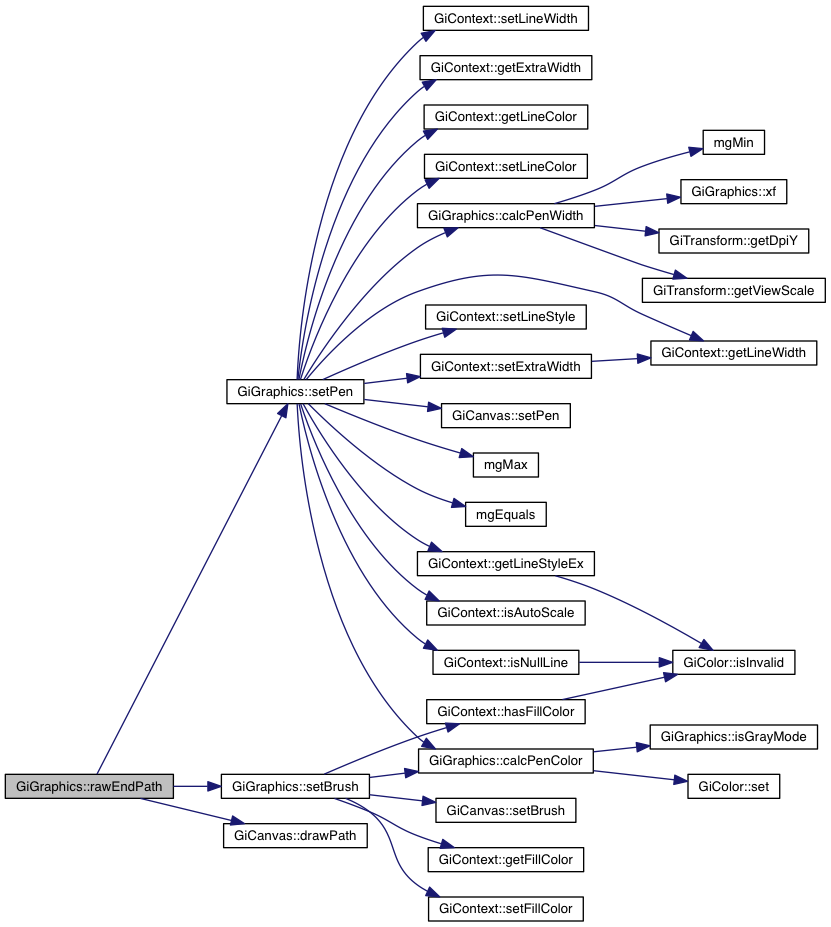 GiContext::setLineWidth
GiContext::getExtraWidth
GiContext::getLineColor
mgMin
GiContext::setLineColor
GiGraphics::xf
GiGraphics::calcPenWidth
GiTransform::getDpiY
GiTransform::getViewScale
GiContext::setLineStyle
GiContext::getLineWidth
GiContext::setExtraWidth
GiGraphics::setPen
GiCanvas::setPen
mgMax
mgEquals
GiContext::getLineStyleEx
GiContext::isAutoScale
GiContext::isNullLine
GiColor::isInvalid
GiContext::hasFillColor
GiGraphics::isGrayMode
GiGraphics::calcPenColor
GiGraphics::rawEndPath
GiGraphics::setBrush
GiColor::set
GiCanvas::setBrush
GiCanvas::drawPath
GiContext::getFillColor
GiContext::setFillColor